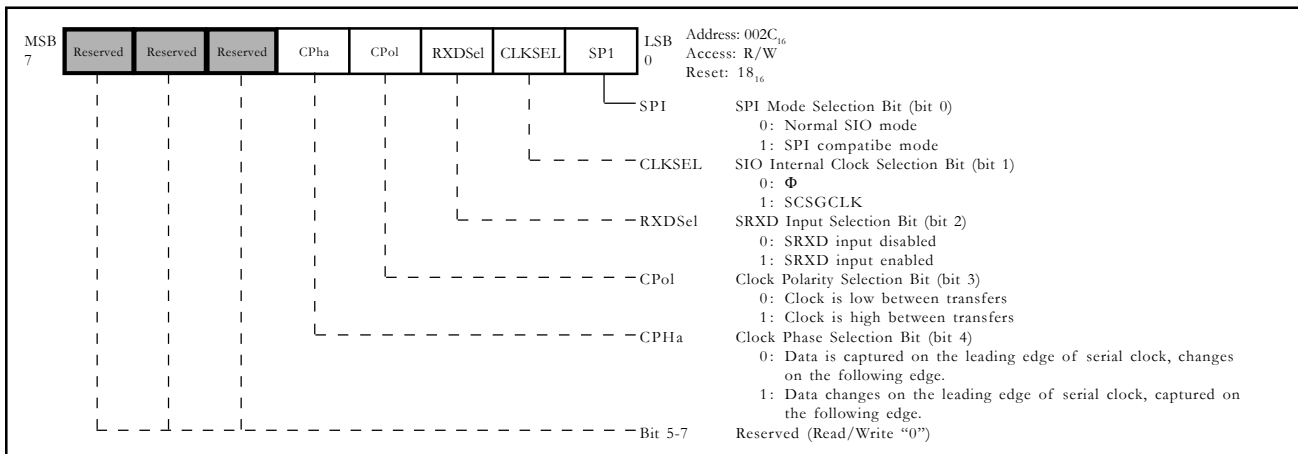 MSB
7
Reserved Reserved Reserved CPha CPol RXDSel CLKSEL SP1
LSB
0
Address: 002C₁₆
Access: R/W
Reset: 18₁₆
SPI SPI Mode Selection Bit (bit 0)
0: Normal SIO mode
1: SPI compatibe mode
CLKSEL SIO Internal Clock Selection Bit (bit 1)
0: Φ
1: SCSGCLK
RXDSel SRXD Input Selection Bit (bit 2)
0: SRXD input disabled
1: SRXD input enabled
CPol Clock Polarity Selection Bit (bit 3)
0: Clock is low between transfers
1: Clock is high between transfers
CPHa Clock Phase Selection Bit (bit 4)
0: Data is captured on the leading edge of serial clock, changes
on the following edge.
1: Data changes on the leading edge of serial clock, captured on
the following edge.
Bit 5-7 Reserved (Read/Write “0”)